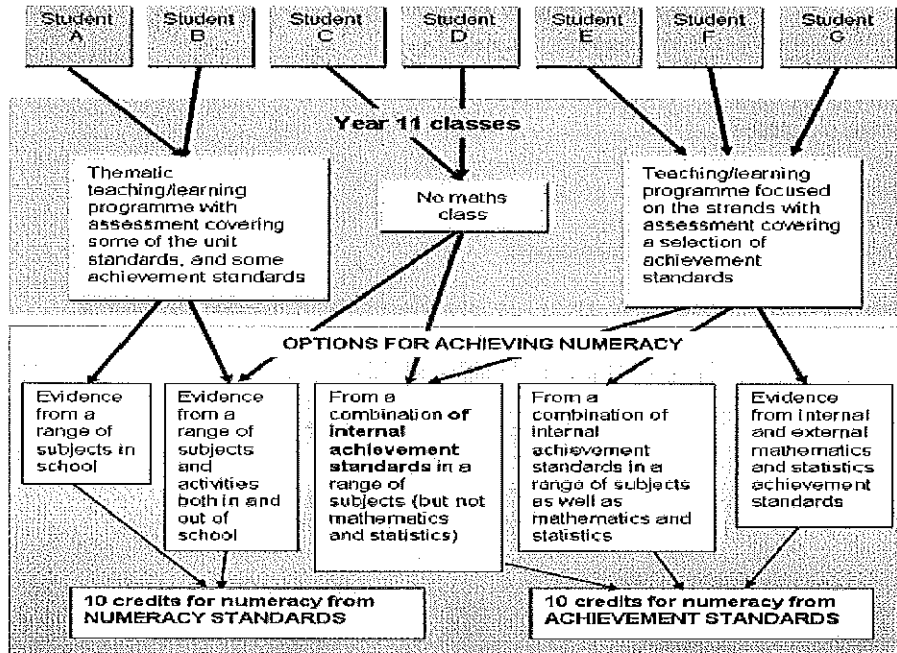 Student
A
Student
B
Student
C
Student
D
Student
E
Student
F
Student
G
Year 11 classes
Thematic
teaching/learning
programme with
assessment covering
some of the unit
standards, and some
achievement standards
No maths
class
Teaching/learning
programme focused
on the strands with
assessment covering
a selection of
achievement
standards
OPTIONS FOR ACHIEVING NUMERACY
Evidence
from a
range of
subjects in
school
Evidence
from a
range of
subjects
and
activities
both in and
out of
school
From a
combination of
internal
achievement
standards in a
range of
subjects (but not
mathematics
and statistics)
From a
combination of
internal
achievement
standards in a
range of subjects
as well as
mathematics and
statistics
Evidence
from internal
and external
mathematics
and statistics
achievement
standards
10 credits for numeracy from
NUMERACY STANDARDS
10 credits for numeracy from
ACHIEVEMENT STANDARDS